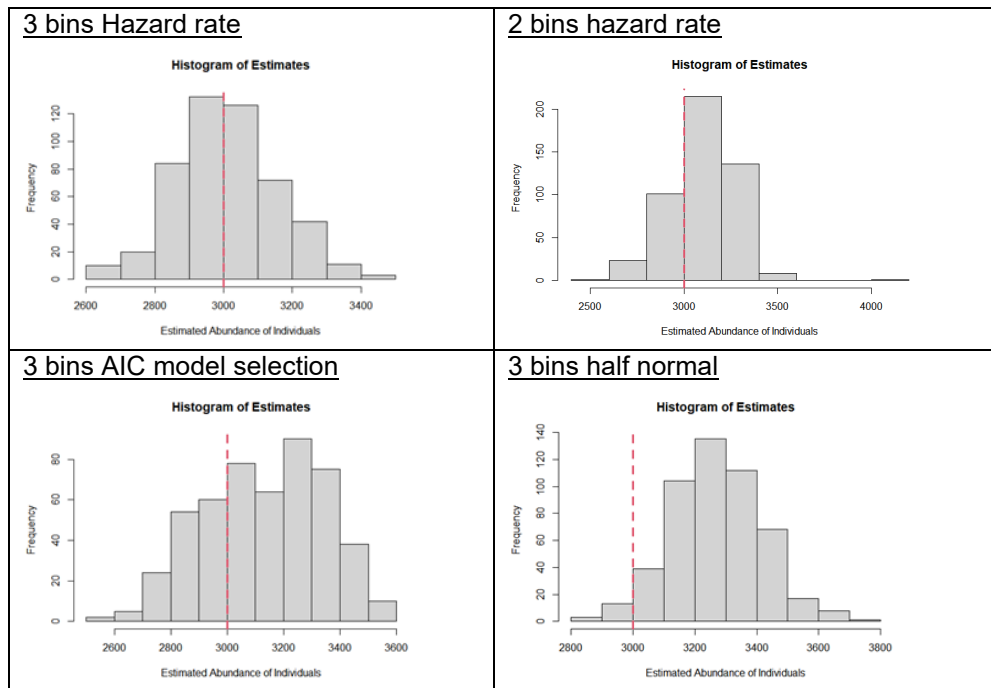 3 bins Hazard rate
Histogram of Estimates
Frequency
0 20 40 60 80 100 120
2600 2800 3000 3200 3400
Estimated Abundance of Individuals
2 bins hazard rate
Histogram of Estimates
Frequency
0 50 100 150 200
2500 3000 3500 4000
Estimated Abundance of Individuals
3 bins AIC model selection
Histogram of Estimates
Frequency
0 20 40 60 80
2600 2800 3000 3200 3400 3600
Estimated Abundance of Individuals
3 bins half normal
Histogram of Estimates
Frequency
0 20 40 60 80 100 120 140
2800 3000 3200 3400 3600 3800
Estimated Abundance of Individuals